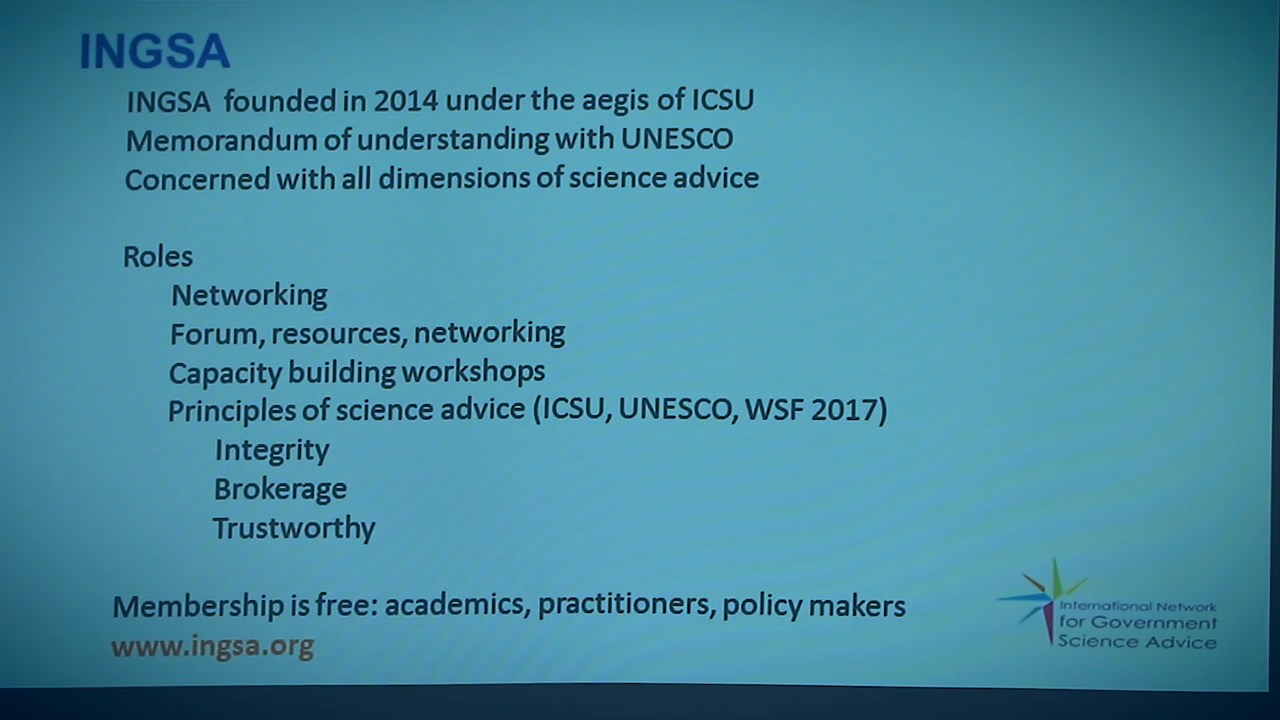 INGSA
INGSA founded in 2014 under the aegis of ICSU
Memorandum of understanding with UNESCO
Concerned with all dimensions of science advice
Roles
Networking
Forum, resources, networking
Capacity building workshops
Principles of science advice (ICSU, UNESCO, WSF 2017)
Integrity
Brokerage
Trustworthy
Membership is free: academics, practitioners, policy makers
www.ingsa.org
International Network
for Government
Science Advice